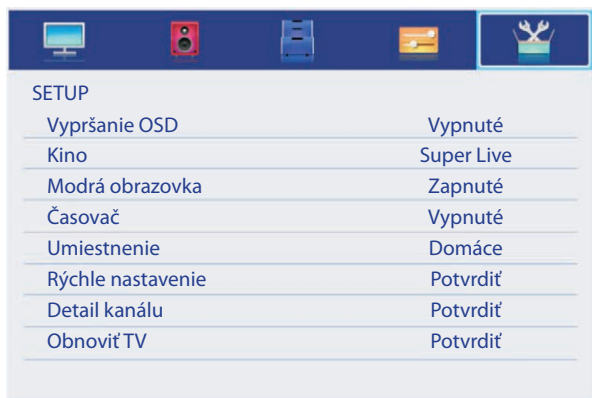 SETUP
Vypršanie OSD Vypnuté
Kino Super Live
Modrá obrazovka Zapnuté
Časovač Vypnuté
Umiestnenie Domáce
Rýchle nastavenie Potvrdiť
Detail kanálu Potvrdiť
Obnoviť TV Potvrdiť